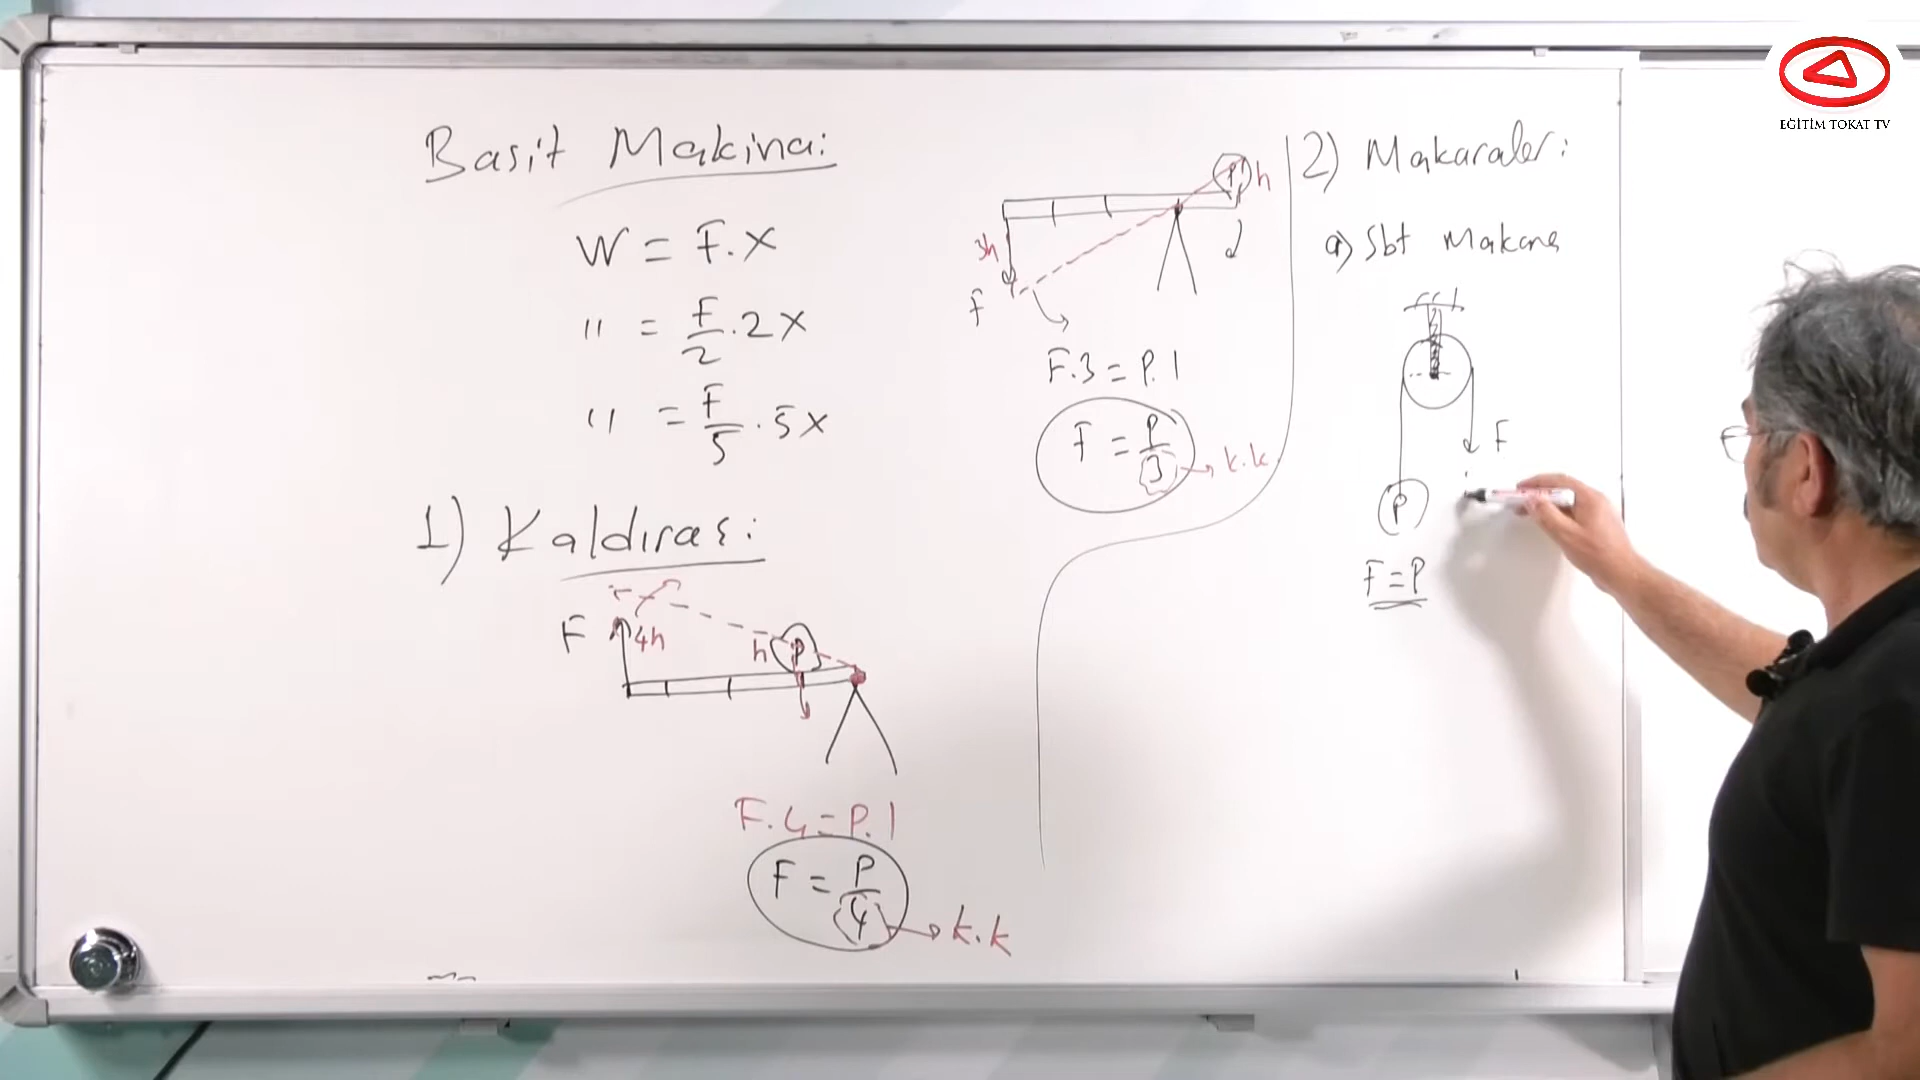 Basit Makina:
W = F.x
" = F/2 . 2x
" = F/5 . 5x
1) Kaldıraç:
F
4h
h
P
F.4 = P.1
F = P/4 → k.k
P
h
3h
F
F.3 = P.1
F = P/3 → k.k
2) Makaralar:
a) Sbt Makara
F
P
F = P
EĞİTİM TOKAT TV